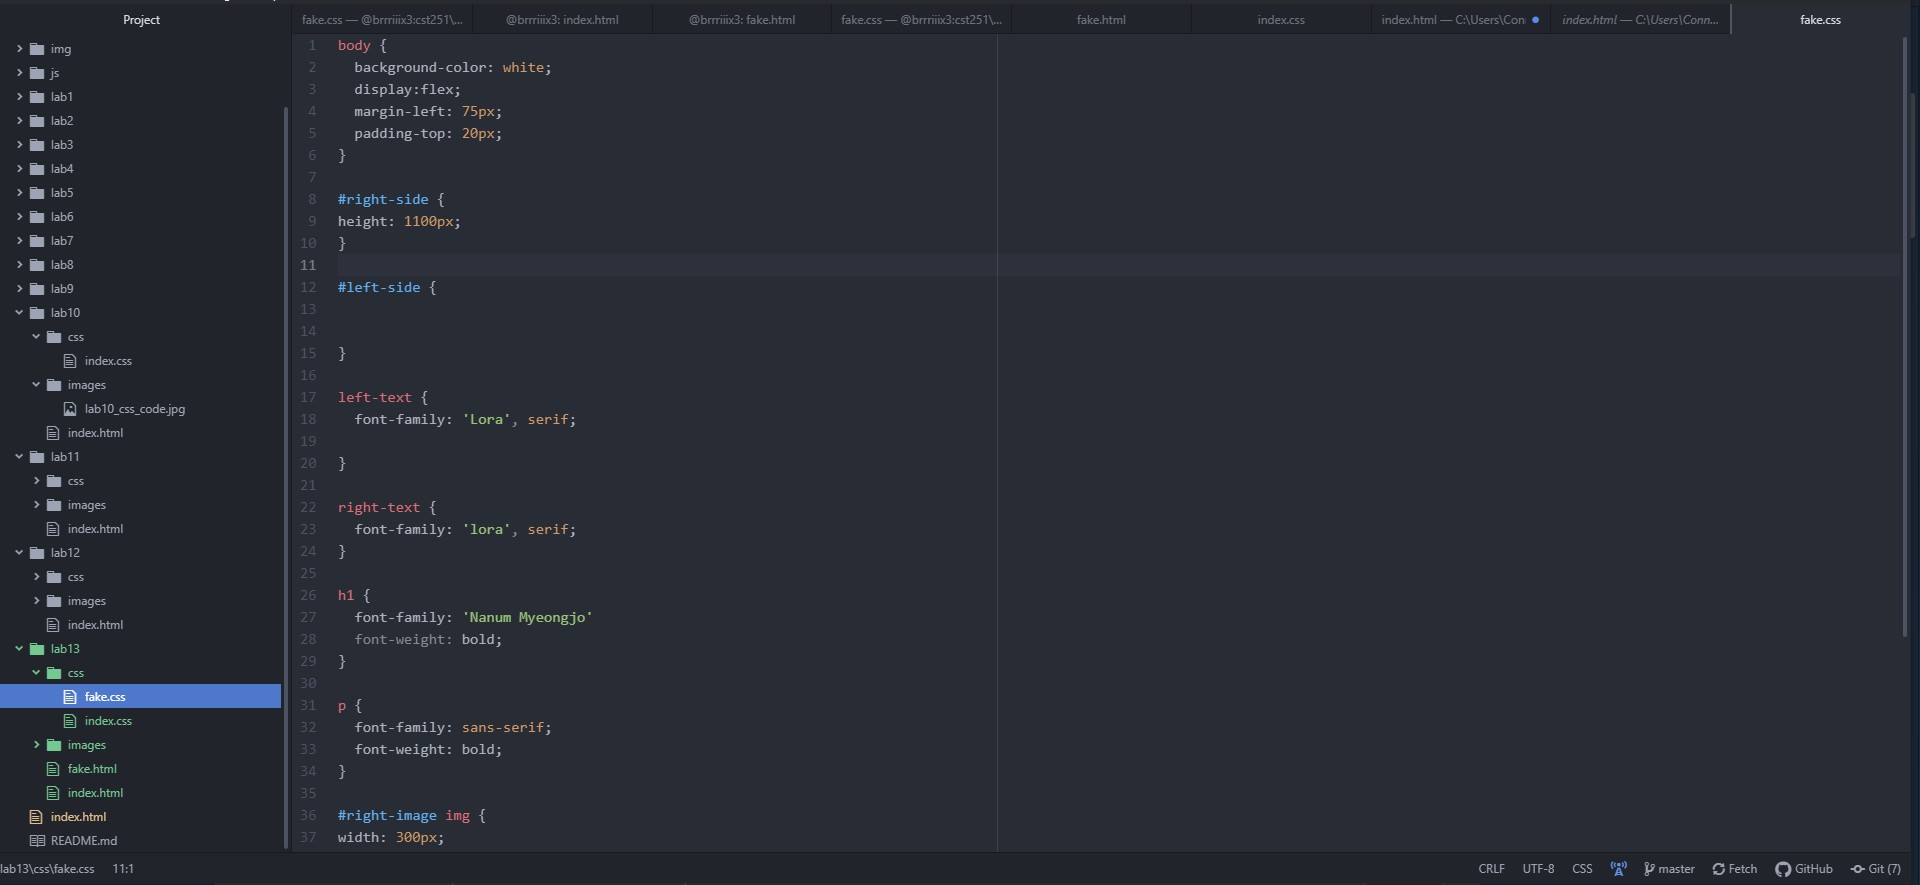 Project
fake.css — @brrriiix3:cst251\...
@brrriiix3: index.html
@brrriiix3: fake.html
fake.css — @brrriiix3:cst251\...
fake.html
index.css
index.html — C:\Users\Conn
index.html — C:\Users\Conn...
fake.css
img
js
lab1
lab2
lab3
lab4
lab5
lab6
lab7
lab8
lab9
lab10
css
index.css
images
lab10_css_code.jpg
index.html
lab11
css
images
index.html
lab12
css
images
index.html
lab13
css
fake.css
index.css
images
fake.html
index.html
index.html
README.md
1 body {
2 background-color: white;
3 display:flex;
4 margin-left: 75px;
5 padding-top: 20px;
6 }
7
8 #right-side {
9 height: 1100px;
10 }
11
12 #left-side {
13
14
15 }
16
17 left-text {
18 font-family: 'Lora', serif;
19
20 }
21
22 right-text {
23 font-family: 'lora', serif;
24 }
25
26 h1 {
27 font-family: 'Nanum Myeongjo'
28 font-weight: bold;
29 }
30
31 p {
32 font-family: sans-serif;
33 font-weight: bold;
34 }
35
36 #right-image img {
37 width: 300px;
lab13\css\fake.css 11:1
CRLF UTF-8 CSS master Fetch GitHub Git (7)